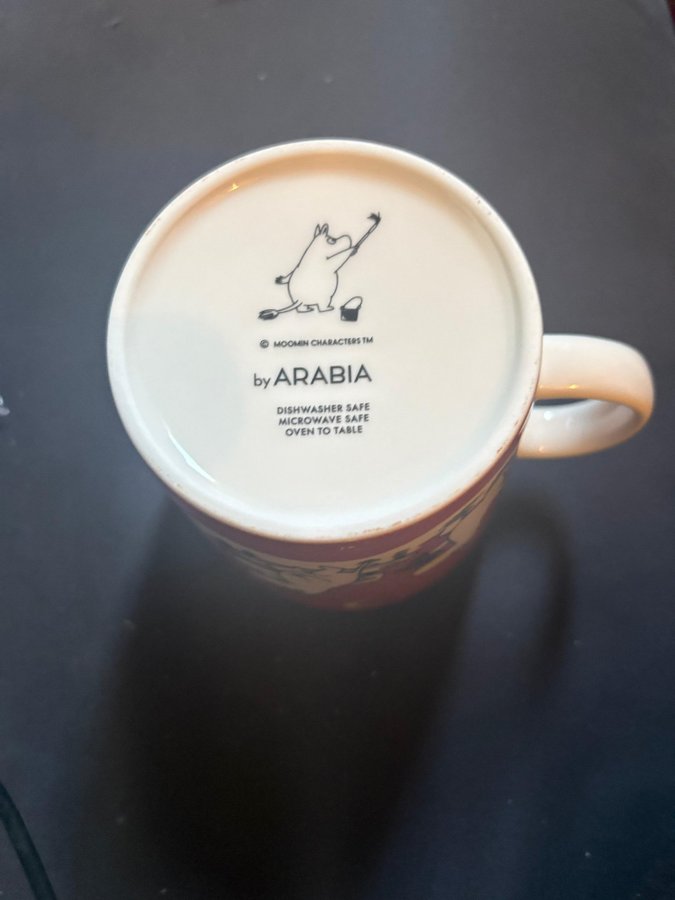 © MOOMIN CHARACTERS TM
by ARABIA
DISHWASHER SAFE
MICROWAVE SAFE
OVEN TO TABLE